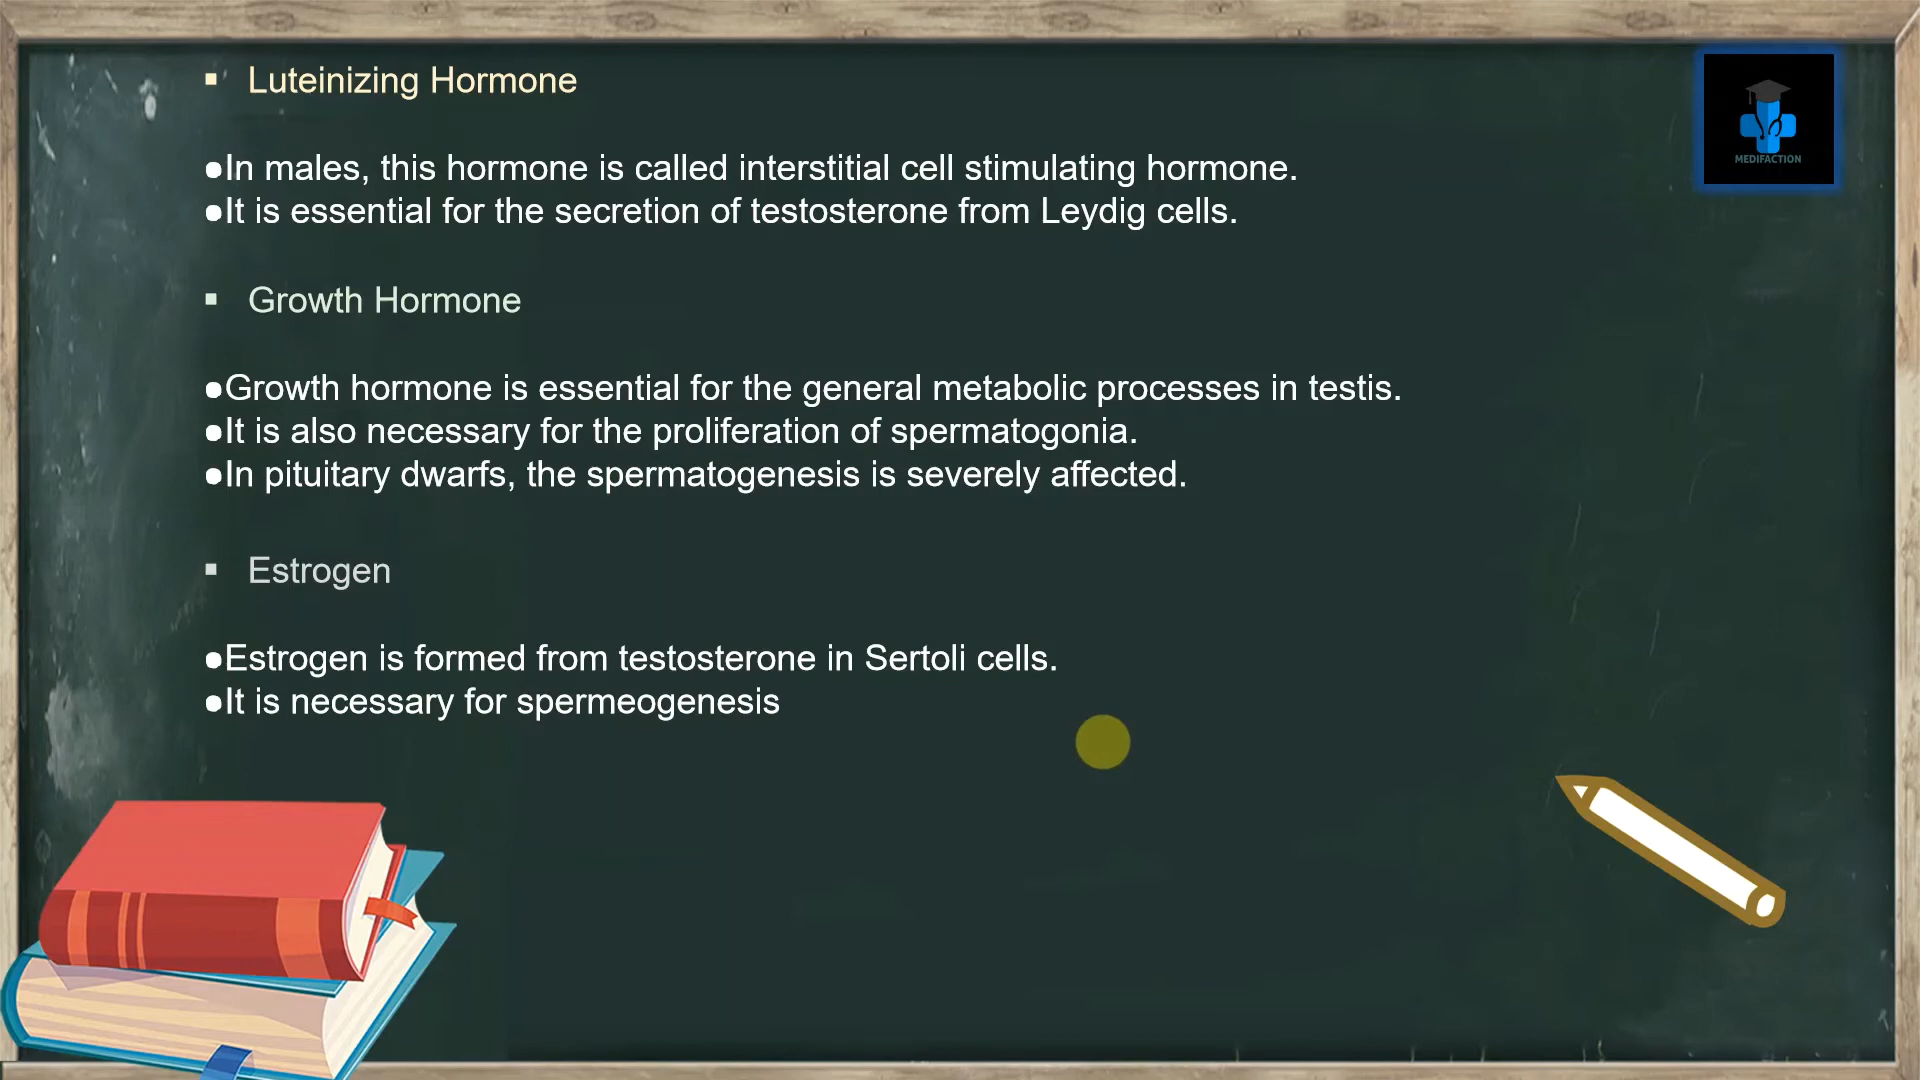 ▪ Luteinizing Hormone
●In males, this hormone is called interstitial cell stimulating hormone.
●It is essential for the secretion of testosterone from Leydig cells.
▪ Growth Hormone
●Growth hormone is essential for the general metabolic processes in testis.
●It is also necessary for the proliferation of spermatogonia.
●In pituitary dwarfs, the spermatogenesis is severely affected.
▪ Estrogen
●Estrogen is formed from testosterone in Sertoli cells.
●It is necessary for spermeogenesis
MEDIFACTION